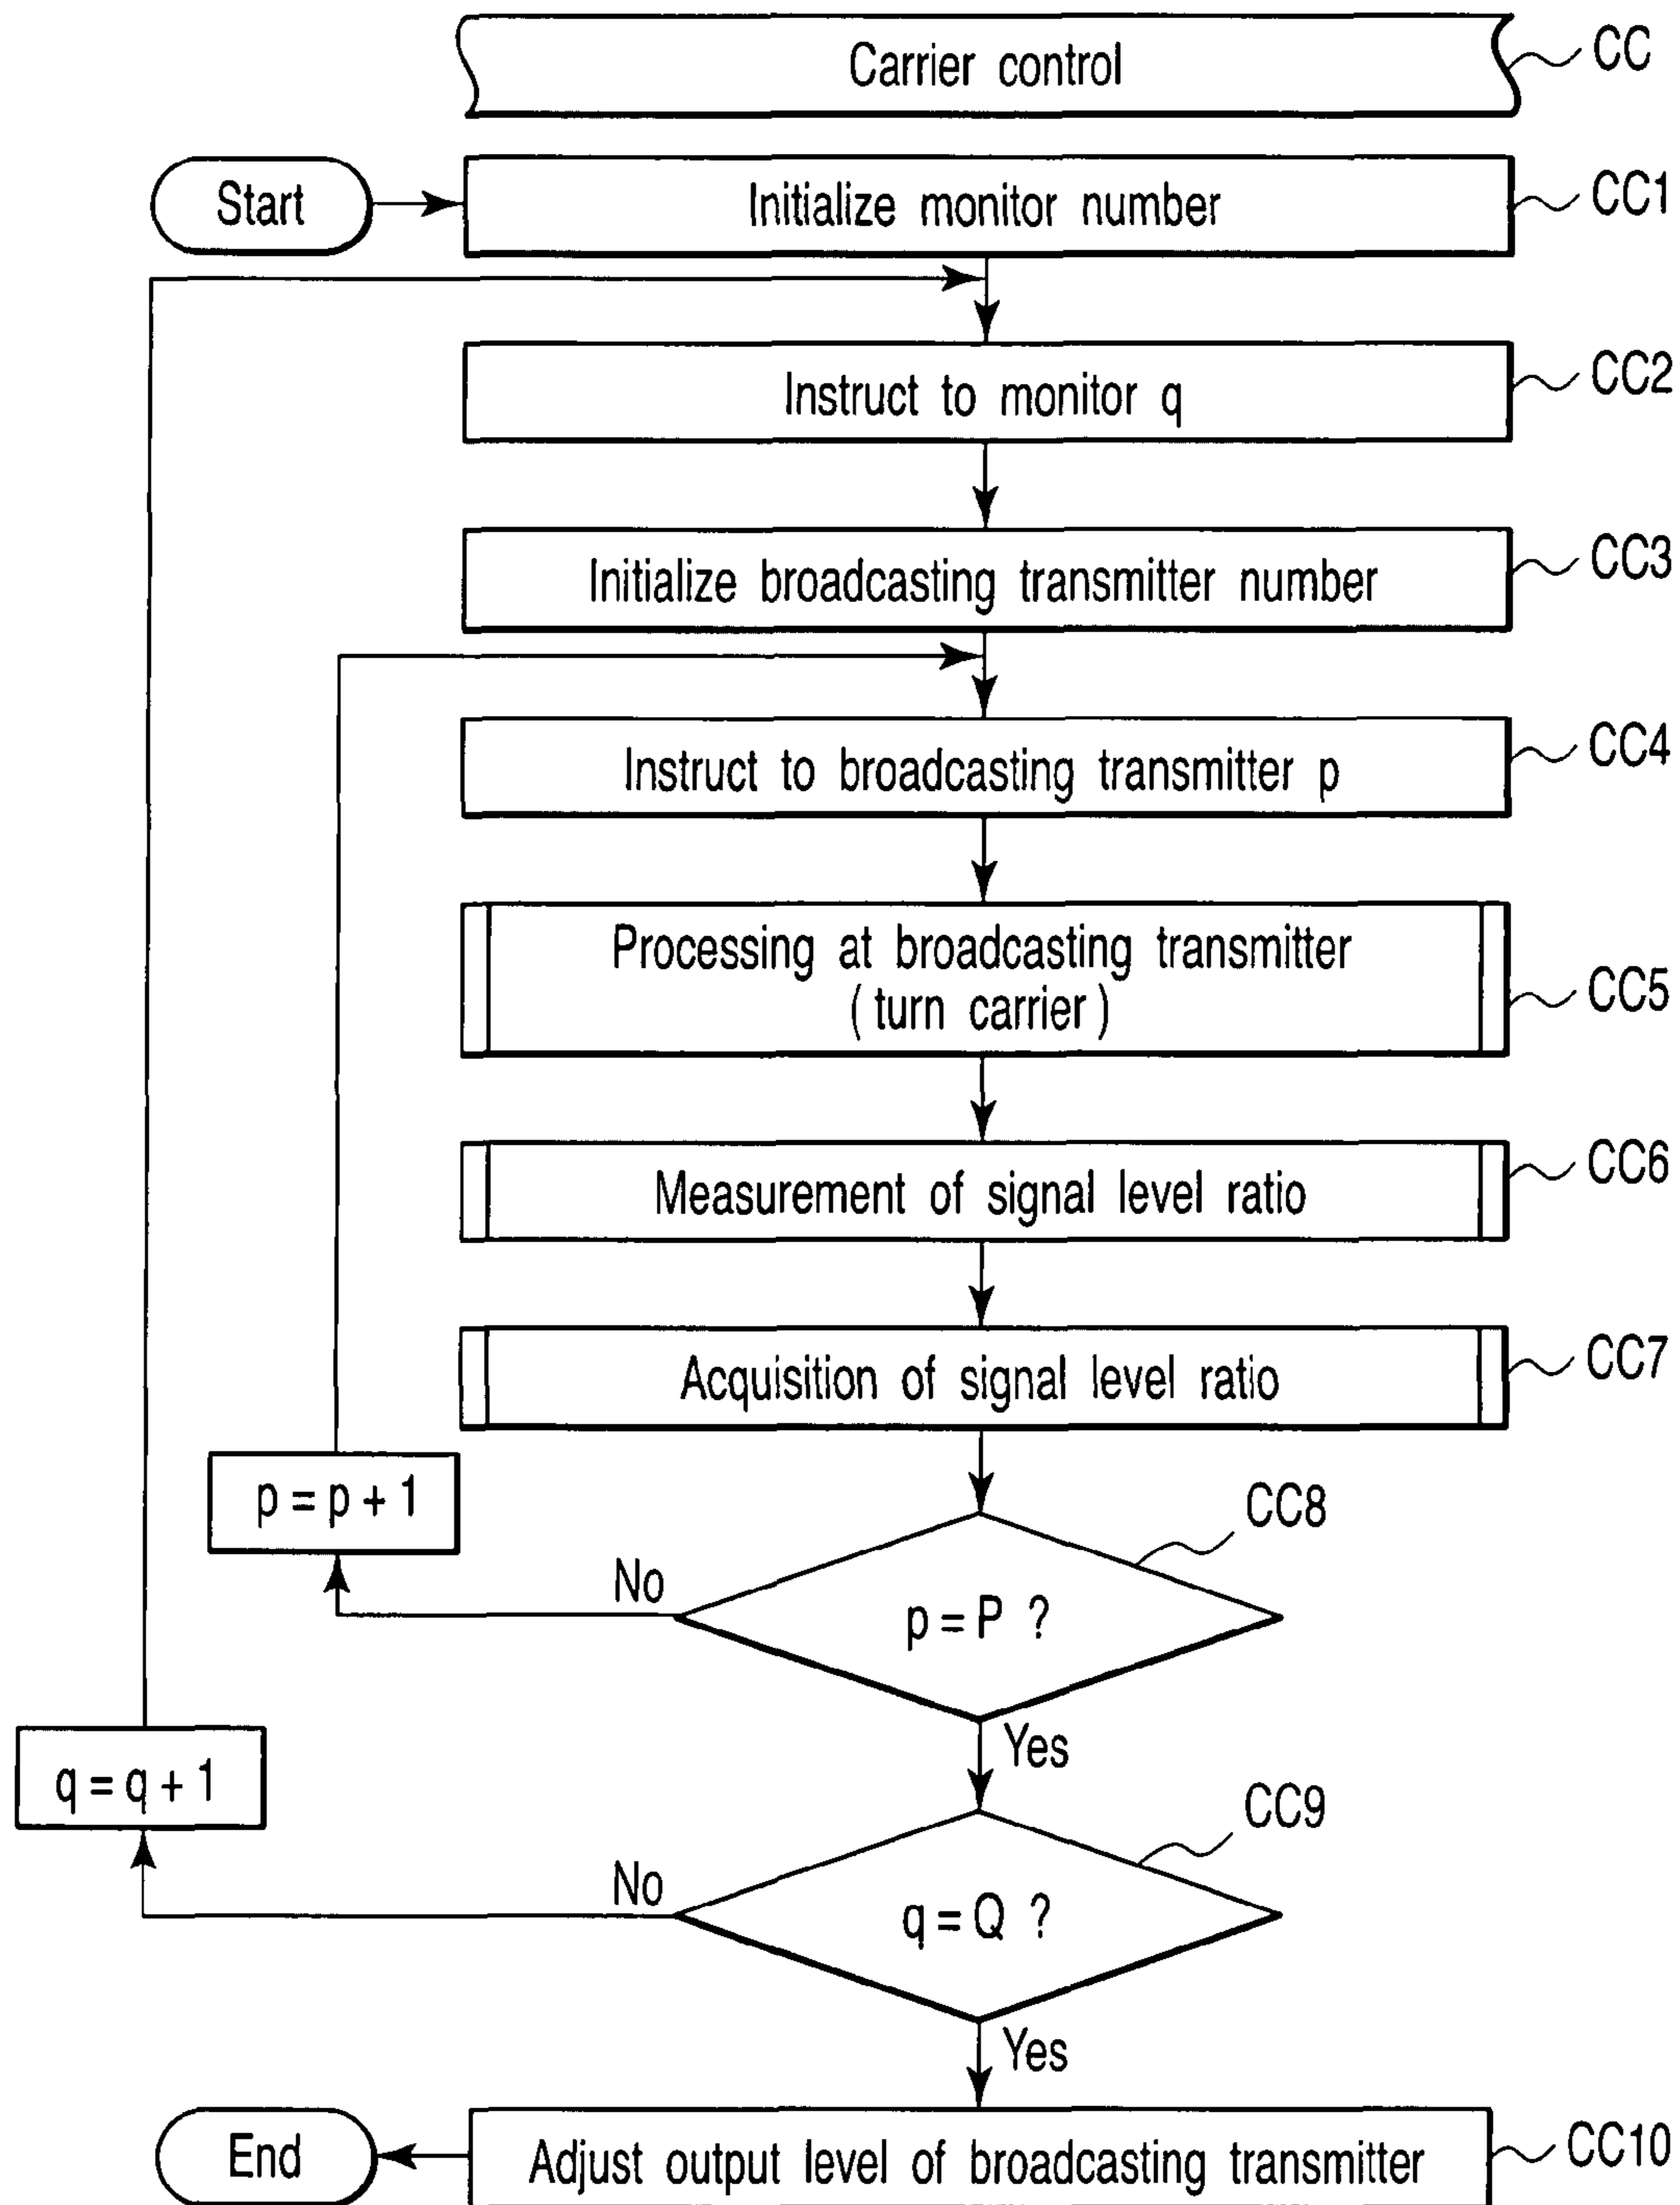 Carrier control
CC
Start
Initialize monitor number
CC1
Instruct to monitor q
CC2
Initialize broadcasting transmitter number
CC3
Instruct to broadcasting transmitter p
CC4
Processing at broadcasting transmitter
( turn carrier )
CC5
Measurement of signal level ratio
CC6
Acquisition of signal level ratio
CC7
p = p + 1
CC8
No
p = P ?
Yes
q = q + 1
CC9
No
q = Q ?
Yes
End
Adjust output level of broadcasting transmitter
CC10